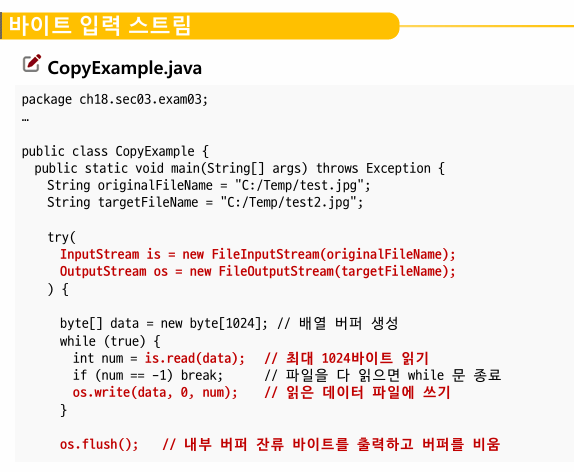 바이트 입력 스트림
CopyExample.java
package ch18.sec03.exam03;
…
public class CopyExample {
public static void main(String[] args) throws Exception {
String originalFileName = "C:/Temp/test.jpg";
String targetFileName = "C:/Temp/test2.jpg";
try(
InputStream is = new FileInputStream(originalFileName);
OutputStream os = new FileOutputStream(targetFileName);
) {
byte[] data = new byte[1024]; // 배열 버퍼 생성
while (true) {
int num = is.read(data); // 최대 1024바이트 읽기
if (num == -1) break; // 파일을 다 읽으면 while 문 종료
os.write(data, 0, num); // 읽은 데이터 파일에 쓰기
}
os.flush(); // 내부 버퍼 잔류 바이트를 출력하고 버퍼를 비움